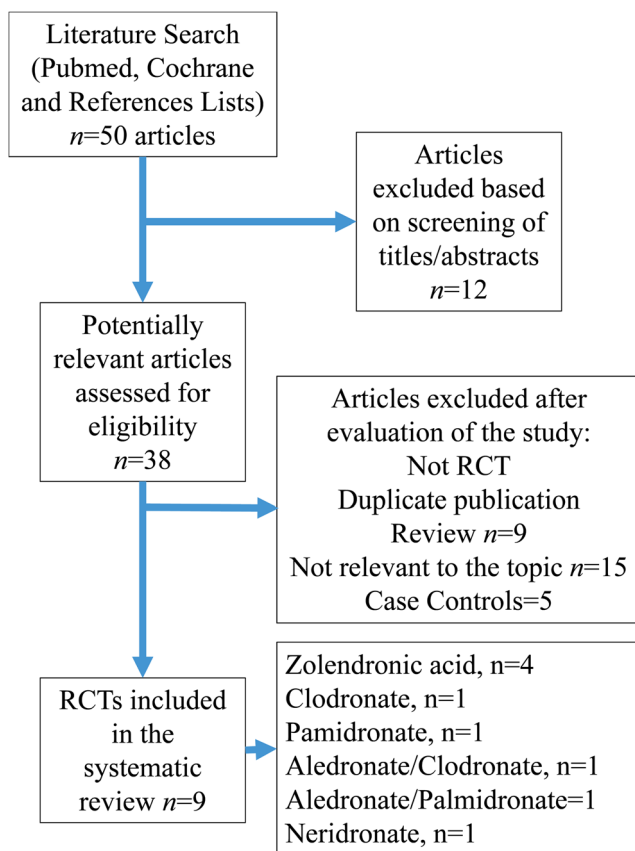 Literature Search
(Pubmed, Cochrane
and References Lists)
n=50 articles
Articles
excluded based
on screening of
titles/abstracts
n=12
Potentially
relevant articles
assessed for
eligibility
n=38
Articles excluded after
evaluation of the study:
Not RCT
Duplicate publication
Review n=9
Not relevant to the topic n=15
Case Controls=5
RCTs included
in the
systematic
review n=9
Zolendronic acid, n=4
Clodronate, n=1
Pamidronate, n=1
Aledronate/Clodronate, n=1
Aledronate/Palmidronate=1
Neridronate, n=1